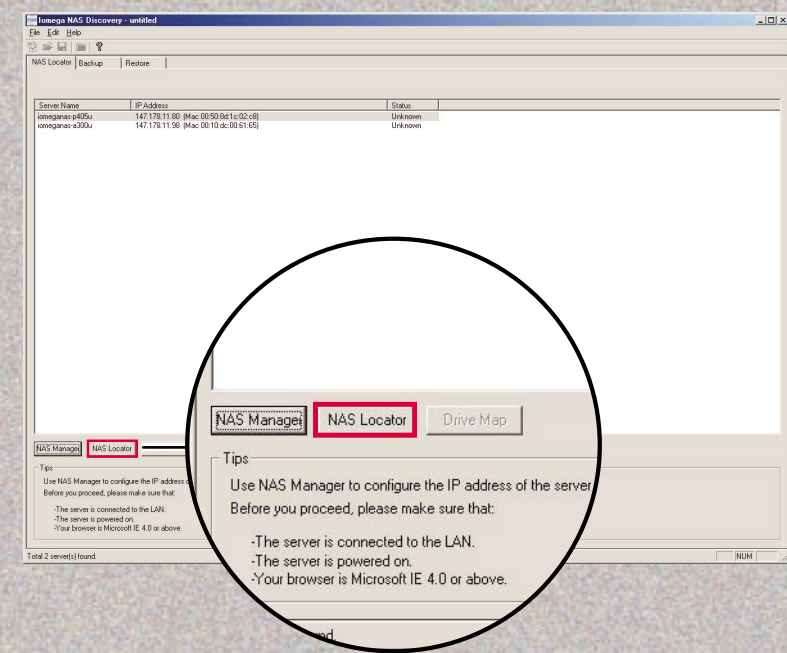 Iomega NAS Discovery - untitled
File Edit Help
NAS Locator Backup Restore
Server Name IP Address Status
iomeganas-p405u 147.178.11.80 (Mac 00:50:8d:1c:02:c8) Unknown
iomeganas-a300u 147.178.11.98 (Mac 00:10:dc:00:61:65) Unknown
NAS Manager NAS Locator
Tips
Use NAS Manager to configure the IP address
Before you proceed, please make sure that:
-The server is connected to the LAN.
-The server is powered on.
-Your browser is Microsoft IE 4.0 or above.
Total 2 server(s) found.
NUM
NAS Manager NAS Locator Drive Map
Tips
Use NAS Manager to configure the IP address of the server
Before you proceed, please make sure that:
-The server is connected to the LAN.
-The server is powered on.
-Your browser is Microsoft IE 4.0 or above.